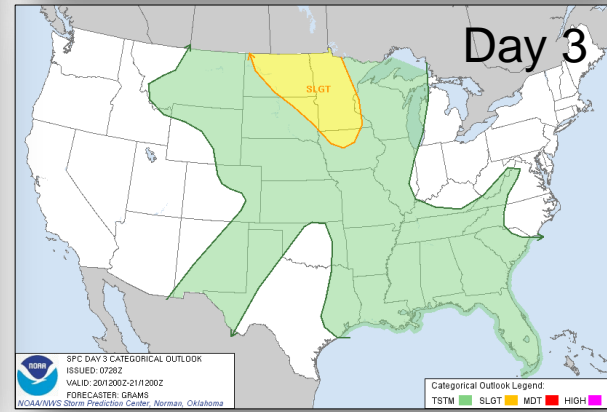 Day 3
SLGT
NOAA
SPC DAY 3 CATEGORICAL OUTLOOK
ISSUED: 0728Z
VALID: 20/1200Z-21/1200Z
FORECASTER: GRAMS
NOAA/NWS Storm Prediction Center, Norman, Oklahoma
Categorical Outlook Legend:
TSTM SLGT MDT HIGH